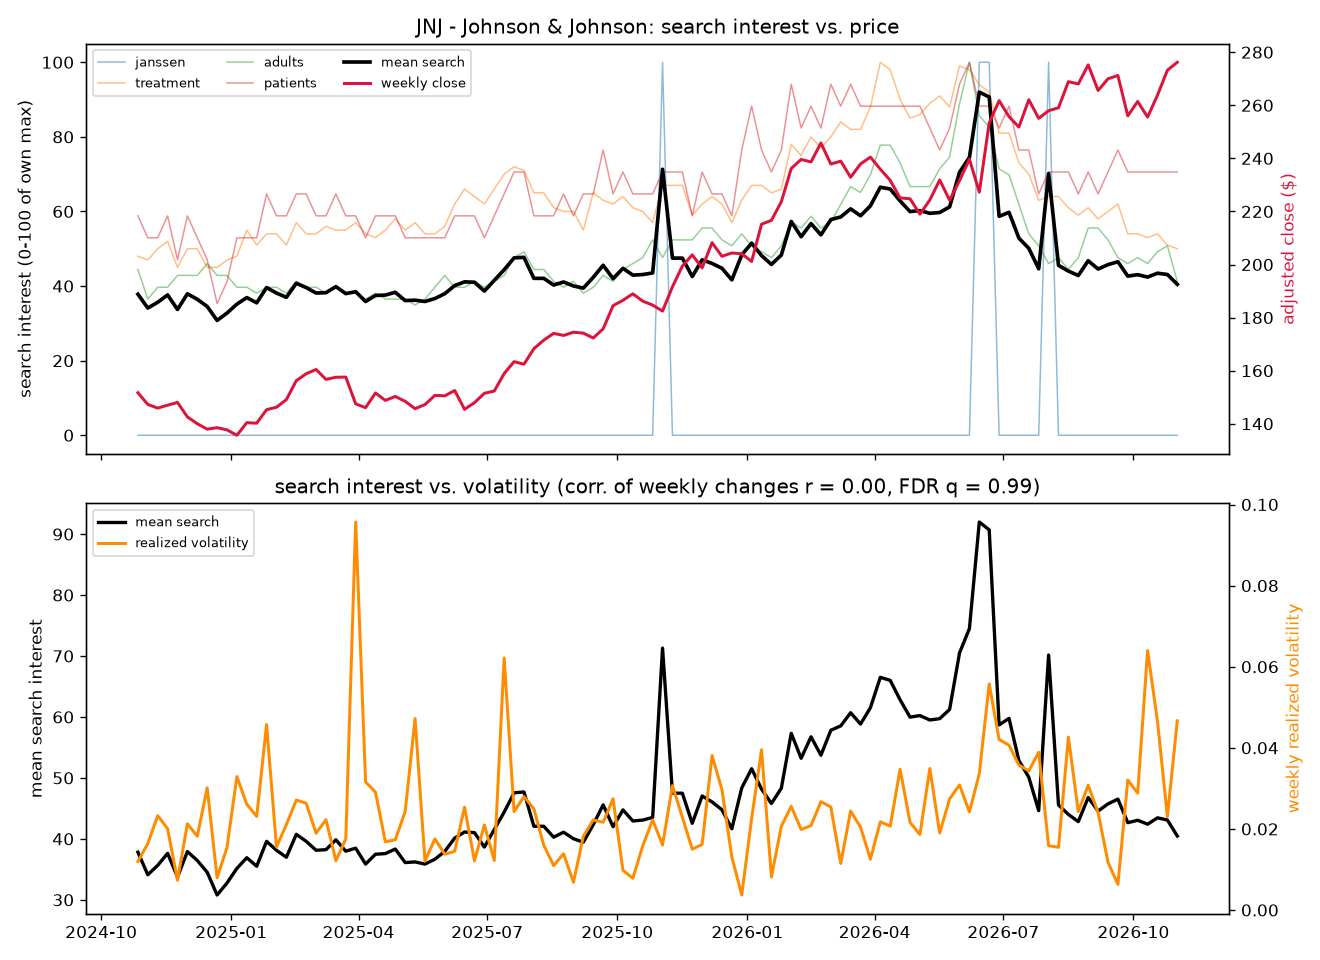 JNJ - Johnson & Johnson: search interest vs. price
janssen
treatment
adults
patients
mean search
weekly close
search interest (0-100 of own max)
100
80
60
40
20
0
adjusted close ($)
280
260
240
220
200
180
160
140
search interest vs. volatility (corr. of weekly changes r = 0.00, FDR q = 0.99)
mean search
realized volatility
mean search interest
90
80
70
60
50
40
30
weekly realized volatility
0.10
0.08
0.06
0.04
0.02
0.00
2024-10
2025-01
2025-04
2025-07
2025-10
2026-01
2026-04
2026-07
2026-10